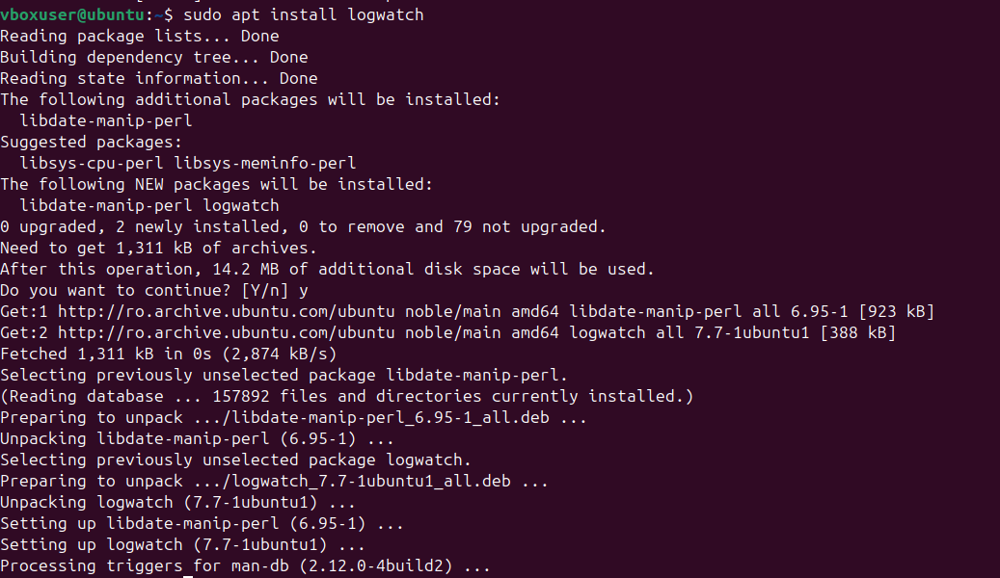 vboxuser@ubuntu:~$ sudo apt install logwatch
Reading package lists... Done
Building dependency tree... Done
Reading state information... Done
The following additional packages will be installed:
  libdate-manip-perl
Suggested packages:
  libsys-cpu-perl libsys-meminfo-perl
The following NEW packages will be installed:
  libdate-manip-perl logwatch
0 upgraded, 2 newly installed, 0 to remove and 79 not upgraded.
Need to get 1,311 kB of archives.
After this operation, 14.2 MB of additional disk space will be used.
Do you want to continue? [Y/n] y
Get:1 http://ro.archive.ubuntu.com/ubuntu noble/main amd64 libdate-manip-perl all 6.95-1 [923 kB]
Get:2 http://ro.archive.ubuntu.com/ubuntu noble/main amd64 logwatch all 7.7-1ubuntu1 [388 kB]
Fetched 1,311 kB in 0s (2,874 kB/s)
Selecting previously unselected package libdate-manip-perl.
(Reading database ... 157892 files and directories currently installed.)
Preparing to unpack .../libdate-manip-perl_6.95-1_all.deb ...
Unpacking libdate-manip-perl (6.95-1) ...
Selecting previously unselected package logwatch.
Preparing to unpack .../logwatch_7.7-1ubuntu1_all.deb ...
Unpacking logwatch (7.7-1ubuntu1) ...
Setting up libdate-manip-perl (6.95-1) ...
Setting up logwatch (7.7-1ubuntu1) ...
Processing triggers for man-db (2.12.0-4build2) ...